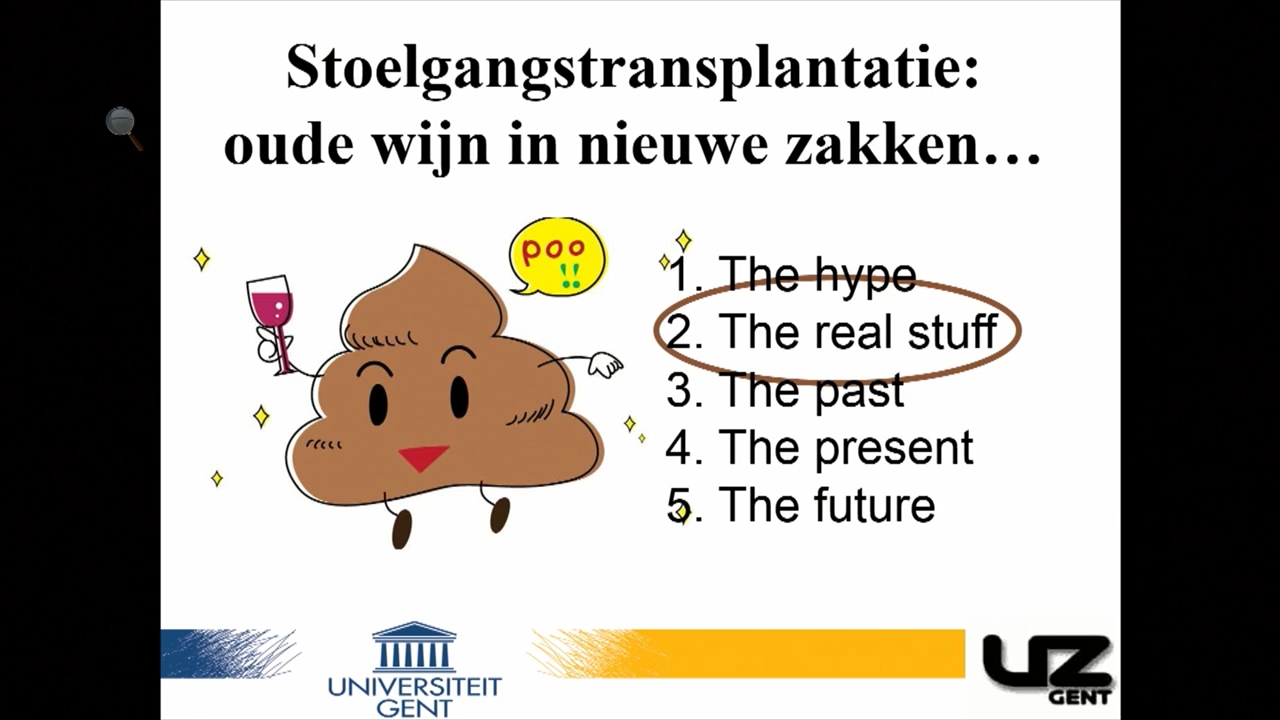 Stoelgangstransplantatie:
oude wijn in nieuwe zakken…
poo
!!
1. The hype
2. The real stuff
3. The past
4. The present
5. The future
UNIVERSITEIT
GENT
UZ
GENT